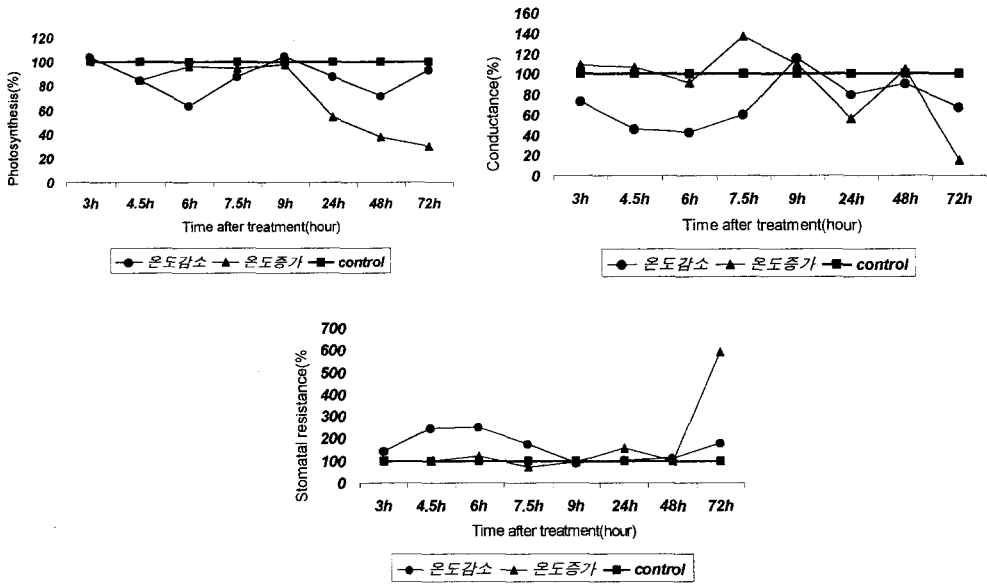 120
100
80
60
40
20
0
Photosynthesis(%)
3h 4.5h 6h 7.5h 9h 24h 48h 72h
Time after treatment(hour)
온도감소 온도증가 control
160
140
120
100
80
60
40
20
0
Conductance(%)
3h 4.5h 6h 7.5h 9h 24h 48h 72h
Time after treatment(hour)
온도감소 온도증가 control
700
600
500
400
300
200
100
0
Stomatal resistance(%
3h 4.5h 6h 7.5h 9h 24h 48h 72h
Time after treatment(hour)
온도감소 온도증가 control